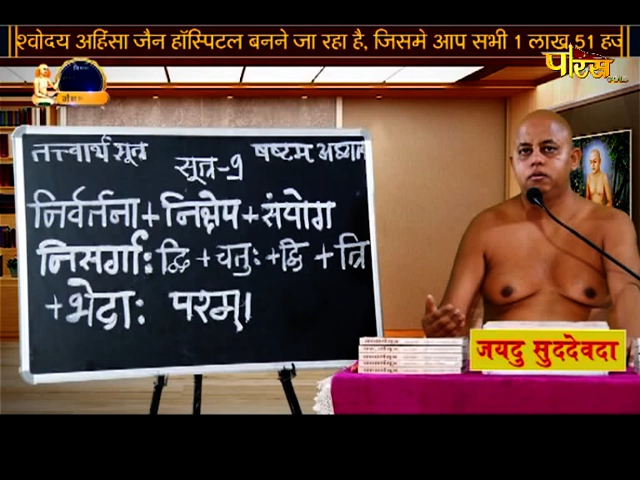 श्वोदय अहिंसा जैन हॉस्पिटल बनने जा रहा है, जिसमे आप सभी 1 लाख 51 हज
पारस
तत्त्वार्थ सूत्र सूत्र-9 षष्टम अध्याय
निर्वर्तना+निक्षेप+संयोग
निसर्गाः द्वि+चतुः+द्वि+त्रि
+भेदाः परम्।
जयदु सुददेवदा